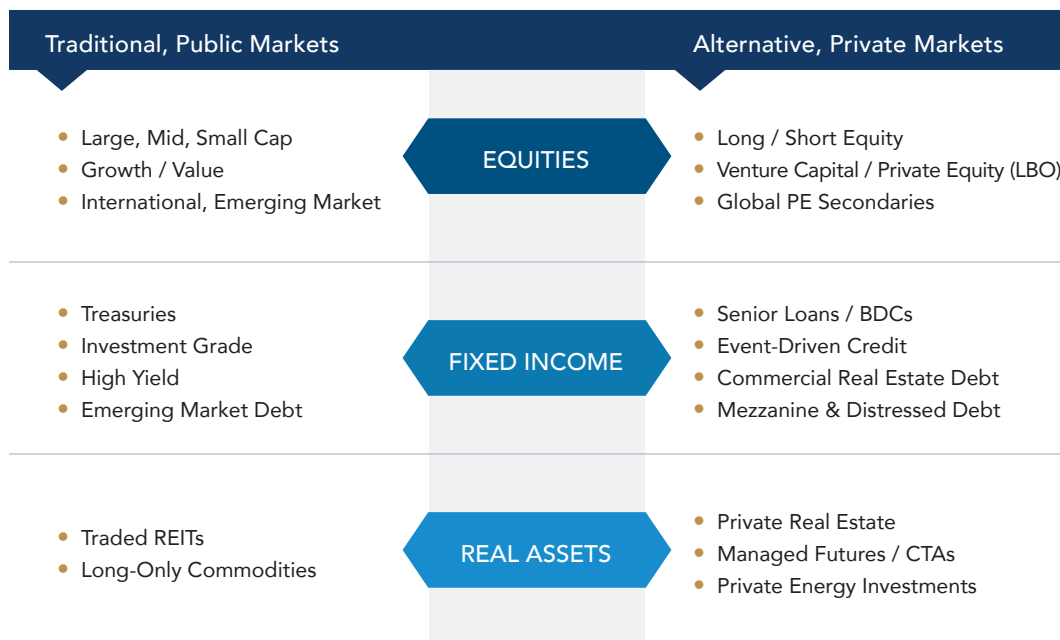 Traditional, Public Markets
Alternative, Private Markets
Large, Mid, Small Cap
Growth / Value
International, Emerging Market
EQUITIES
Long / Short Equity
Venture Capital / Private Equity (LBO)
Global PE Secondaries
Treasuries
Investment Grade
High Yield
Emerging Market Debt
FIXED INCOME
Senior Loans / BDCs
Event-Driven Credit
Commercial Real Estate Debt
Mezzanine & Distressed Debt
Traded REITs
Long-Only Commodities
REAL ASSETS
Private Real Estate
Managed Futures / CTAs
Private Energy Investments